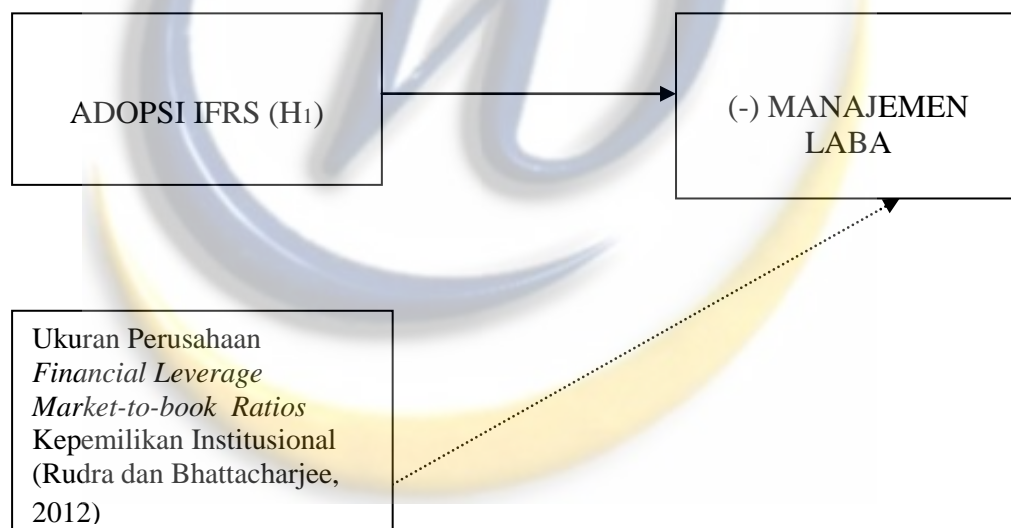 ADOPSI IFRS (H1)
(-) MANAJEMEN
LABA
Ukuran Perusahaan
Financial Leverage
Market-to-book Ratios
Kepemilikan Institusional
(Rudra dan Bhattacharjee,
2012)